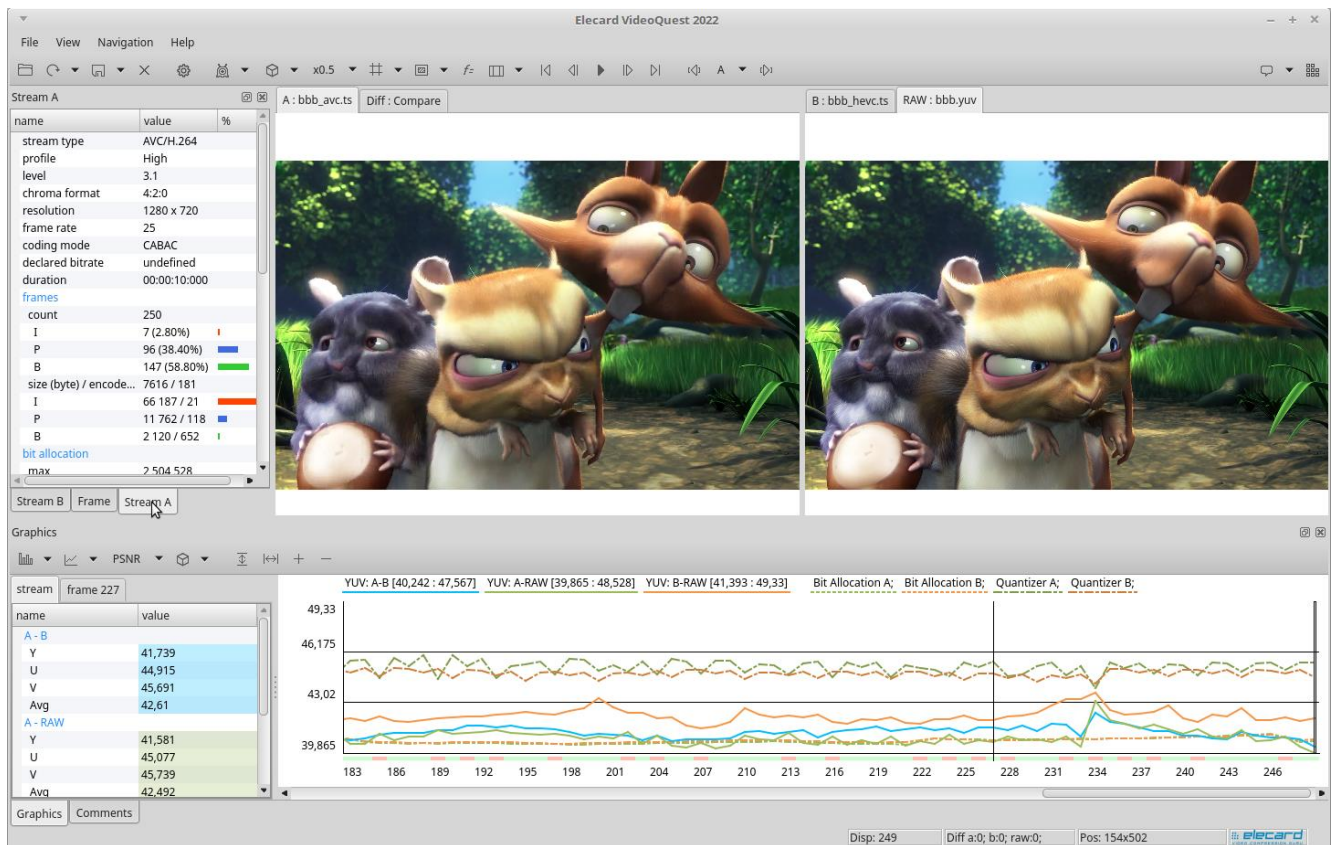 Elecard VideoQuest 2022
File View Navigation Help
x0.5 f= A
Stream A
A : bbb_avc.ts Diff : Compare
B : bbb_hevc.ts RAW : bbb.yuv
name value %
stream type AVC/H.264
profile High
level 3.1
chroma format 4:2:0
resolution 1280 x 720
frame rate 25
coding mode CABAC
declared bitrate undefined
duration 00:00:10:000
frames
count 250
I 7 (2.80%)
P 96 (38.40%)
B 147 (58.80%)
size (byte) / encode... 7616 / 181
I 66 187 / 21
P 11 762 / 118
B 2 120 / 652
bit allocation
max 2 504 528
Stream B Frame Stream A
Graphics
PSNR
stream frame 227
name value
A - B
Y 41,739
U 44,915
V 45,691
Avg 42,61
A - RAW
Y 41,581
U 45,077
V 45,739
Avg 42,492
YUV: A-B [40,242 : 47,567] YUV: A-RAW [39,865 : 48,528] YUV: B-RAW [41,393 : 49,33] Bit Allocation A; Bit Allocation B; Quantizer A; Quantizer B;
49,33
46,175
43,02
39,865
183 186 189 192 195 198 201 204 207 210 213 216 219 222 225 228 231 234 237 240 243 246
Graphics Comments
Disp: 249 Diff a:0; b:0; raw:0; Pos: 154x502 elecard